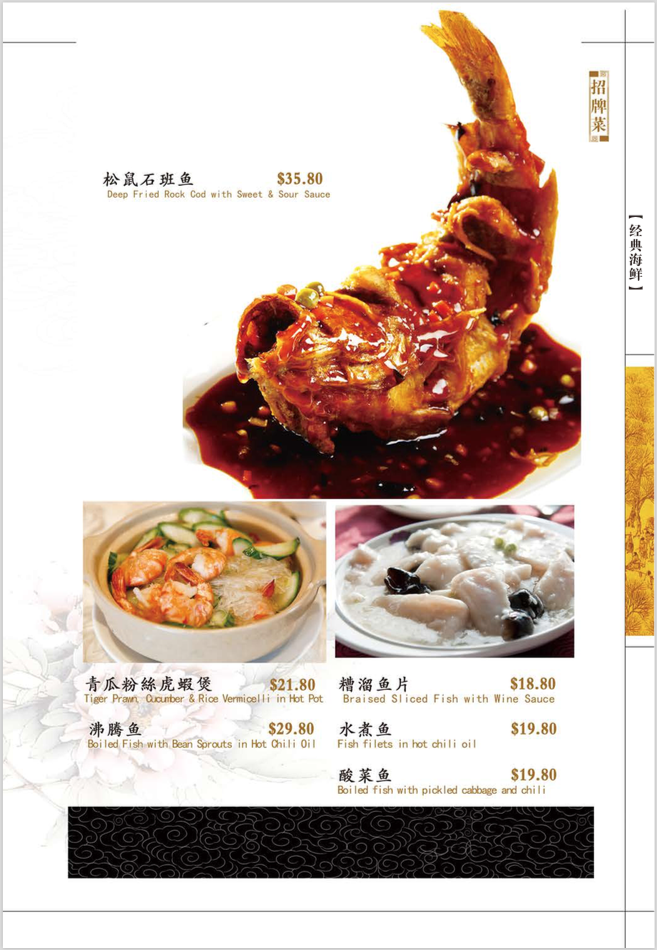 招牌菜
【经典海鲜】
松鼠石班鱼 $35.80
Deep Fried Rock Cod with Sweet & Sour Sauce
青瓜粉絲虎蝦煲 $21.80
Tiger Prawn, Cucumber & Rice Vermicelli in Hot Pot
沸腾鱼 $29.80
Boiled Fish with Bean Sprouts in Hot Chili Oil
糟溜鱼片 $18.80
Braised Sliced Fish with Wine Sauce
水煮鱼 $19.80
Fish filets in hot chili oil
酸菜鱼 $19.80
Boiled fish with pickled cabbage and chili